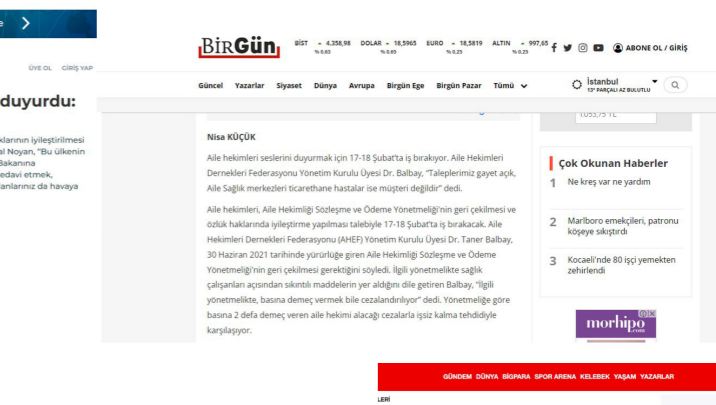 ÜYE OL GİRİŞ YAP
duyurdu:
klarının iyileştirilmesi
al Noyan, "Bu ülkenin
Bakanına
edavi etmek,
anlarınız da havaya
BirGün
BİST 4.358,98 DOLAR 18,5965 EURO 18,5819 ALTIN 997,65
% 0.83 % 0.65 % 0.23 % 0.25
ABONE OL / GİRİŞ
Güncel Yazarlar Siyaset Dünya Avrupa Birgün Ege Birgün Pazar Tümü
İstanbul
13° PARÇALI AZ BULUTLU
Nisa KÜÇÜK
Aile hekimleri seslerini duyurmak için 17-18 Şubat'ta iş bırakıyor. Aile Hekimleri
Dernekleri Federasyonu Yönetim Kurulu Üyesi Dr. Balbay, "Taleplerimiz gayet açık,
Aile Sağlık merkezleri ticarethane hastalar ise müşteri değildir" dedi.
Aile hekimleri, Aile Hekimliği Sözleşme ve Ödeme Yönetmeliği'nin geri çekilmesi ve
özlük haklarında iyileştirme yapılması talebiyle 17-18 Şubat'ta iş bırakacak. Aile
Hekimleri Dernekleri Federasyonu (AHEF) Yönetim Kurulu Üyesi Dr. Taner Balbay,
30 Haziran 2021 tarihinde yürürlüğe giren Aile Hekimliği Sözleşme ve Ödeme
Yönetmeliği'nin geri çekilmesi gerektiğini söyledi. İlgili yönetmelikte sağlık
çalışanları açısından sıkıntılı maddelerin yer aldığını dile getiren Balbay, "İlgili
yönetmelikte, basına demeç vermek bile cezalandırılıyor" dedi. Yönetmeliğe göre
basına 2 defa demeç veren aile hekimi alacağı cezalarla işsiz kalma tehdidiyle
karşılaşıyor.
Çok Okunan Haberler
1 Ne kreş var ne yardım
2 Marlboro emekçileri, patronu
köşeye sıkıştırdı
3 Kocaeli'nde 80 işçi yemekten
zehirlendi
morhipo
.com
GÜNDEM DÜNYA BİGPARA SPOR ARENA KELEBEK YAŞAM YAZARLAR
LERİ